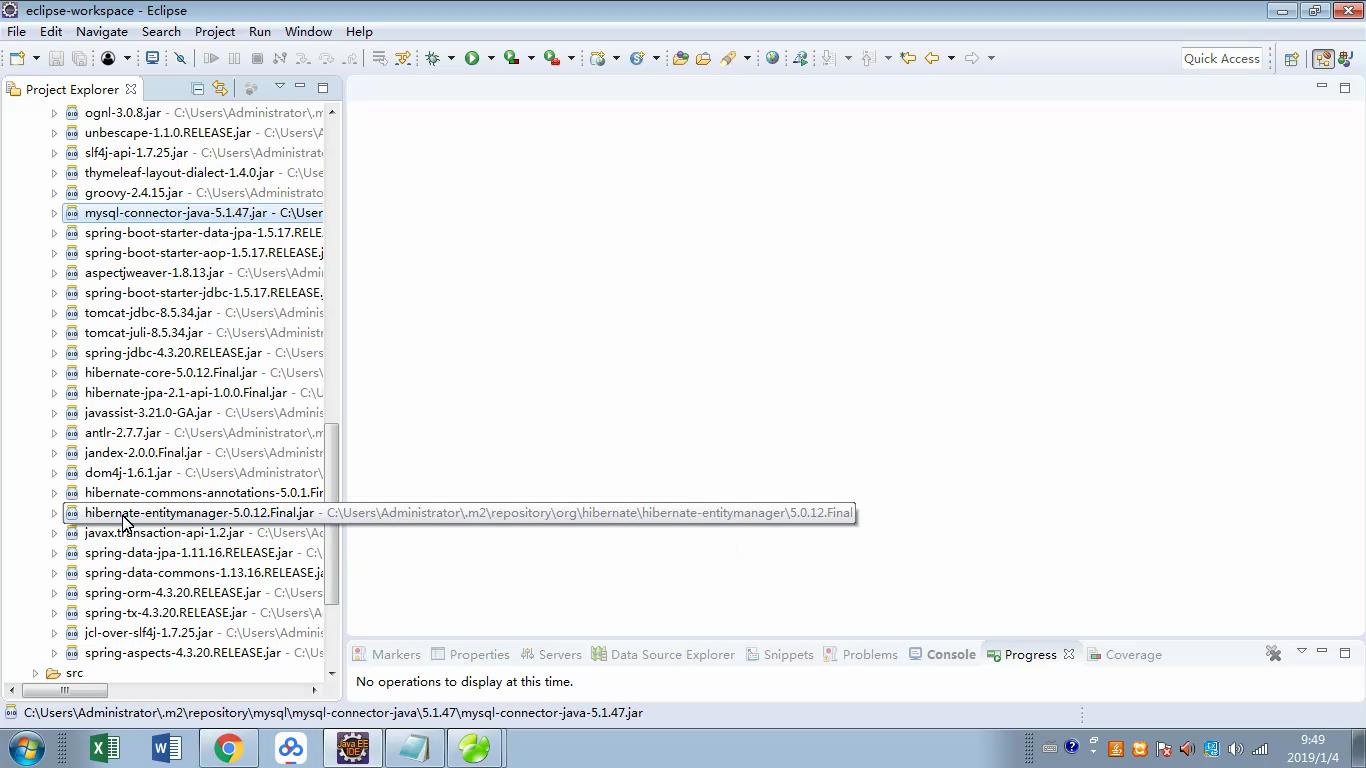 eclipse-workspace - Eclipse
File Edit Navigate Search Project Run Window Help
Quick Access
Project Explorer
ognl-3.0.8.jar - C:\Users\Administrator\.m
unbescape-1.1.0.RELEASE.jar - C:\Users\A
slf4j-api-1.7.25.jar - C:\Users\Administrat
thymeleaf-layout-dialect-1.4.0.jar - C:\Use
groovy-2.4.15.jar - C:\Users\Administrato
mysql-connector-java-5.1.47.jar - C:\User
spring-boot-starter-data-jpa-1.5.17.RELE
spring-boot-starter-aop-1.5.17.RELEASE.j
aspectjweaver-1.8.13.jar - C:\Users\Admi
spring-boot-starter-jdbc-1.5.17.RELEASE.
tomcat-jdbc-8.5.34.jar - C:\Users\Adminis
tomcat-juli-8.5.34.jar - C:\Users\Administr
spring-jdbc-4.3.20.RELEASE.jar - C:\Users
hibernate-core-5.0.12.Final.jar - C:\Users
hibernate-jpa-2.1-api-1.0.0.Final.jar - C:\U
javassist-3.21.0-GA.jar - C:\Users\Admini
antlr-2.7.7.jar - C:\Users\Administrator\.m
jandex-2.0.0.Final.jar - C:\Users\Administ
dom4j-1.6.1.jar - C:\Users\Administrator\
hibernate-commons-annotations-5.0.1.Fir
hibernate-entitymanager-5.0.12.Final.jar - C:\Users\Administrator\.m2\repository\org\hibernate\hibernate-entitymanager\5.0.12.Final
javax.transaction-api-1.2.jar - C:\Users\Ad
spring-data-jpa-1.11.16.RELEASE.jar - C:\
spring-data-commons-1.13.16.RELEASE.ja
spring-orm-4.3.20.RELEASE.jar - C:\Users
spring-tx-4.3.20.RELEASE.jar - C:\Users\A
jcl-over-slf4j-1.7.25.jar - C:\Users\Admini
spring-aspects-4.3.20.RELEASE.jar - C:\Us
src
Markers Properties Servers Data Source Explorer Snippets Problems Console Progress Coverage
No operations to display at this time.
C:\Users\Administrator\.m2\repository\mysql\mysql-connector-java\5.1.47\mysql-connector-java-5.1.47.jar
Java EE
IDE
9:49
2019/1/4